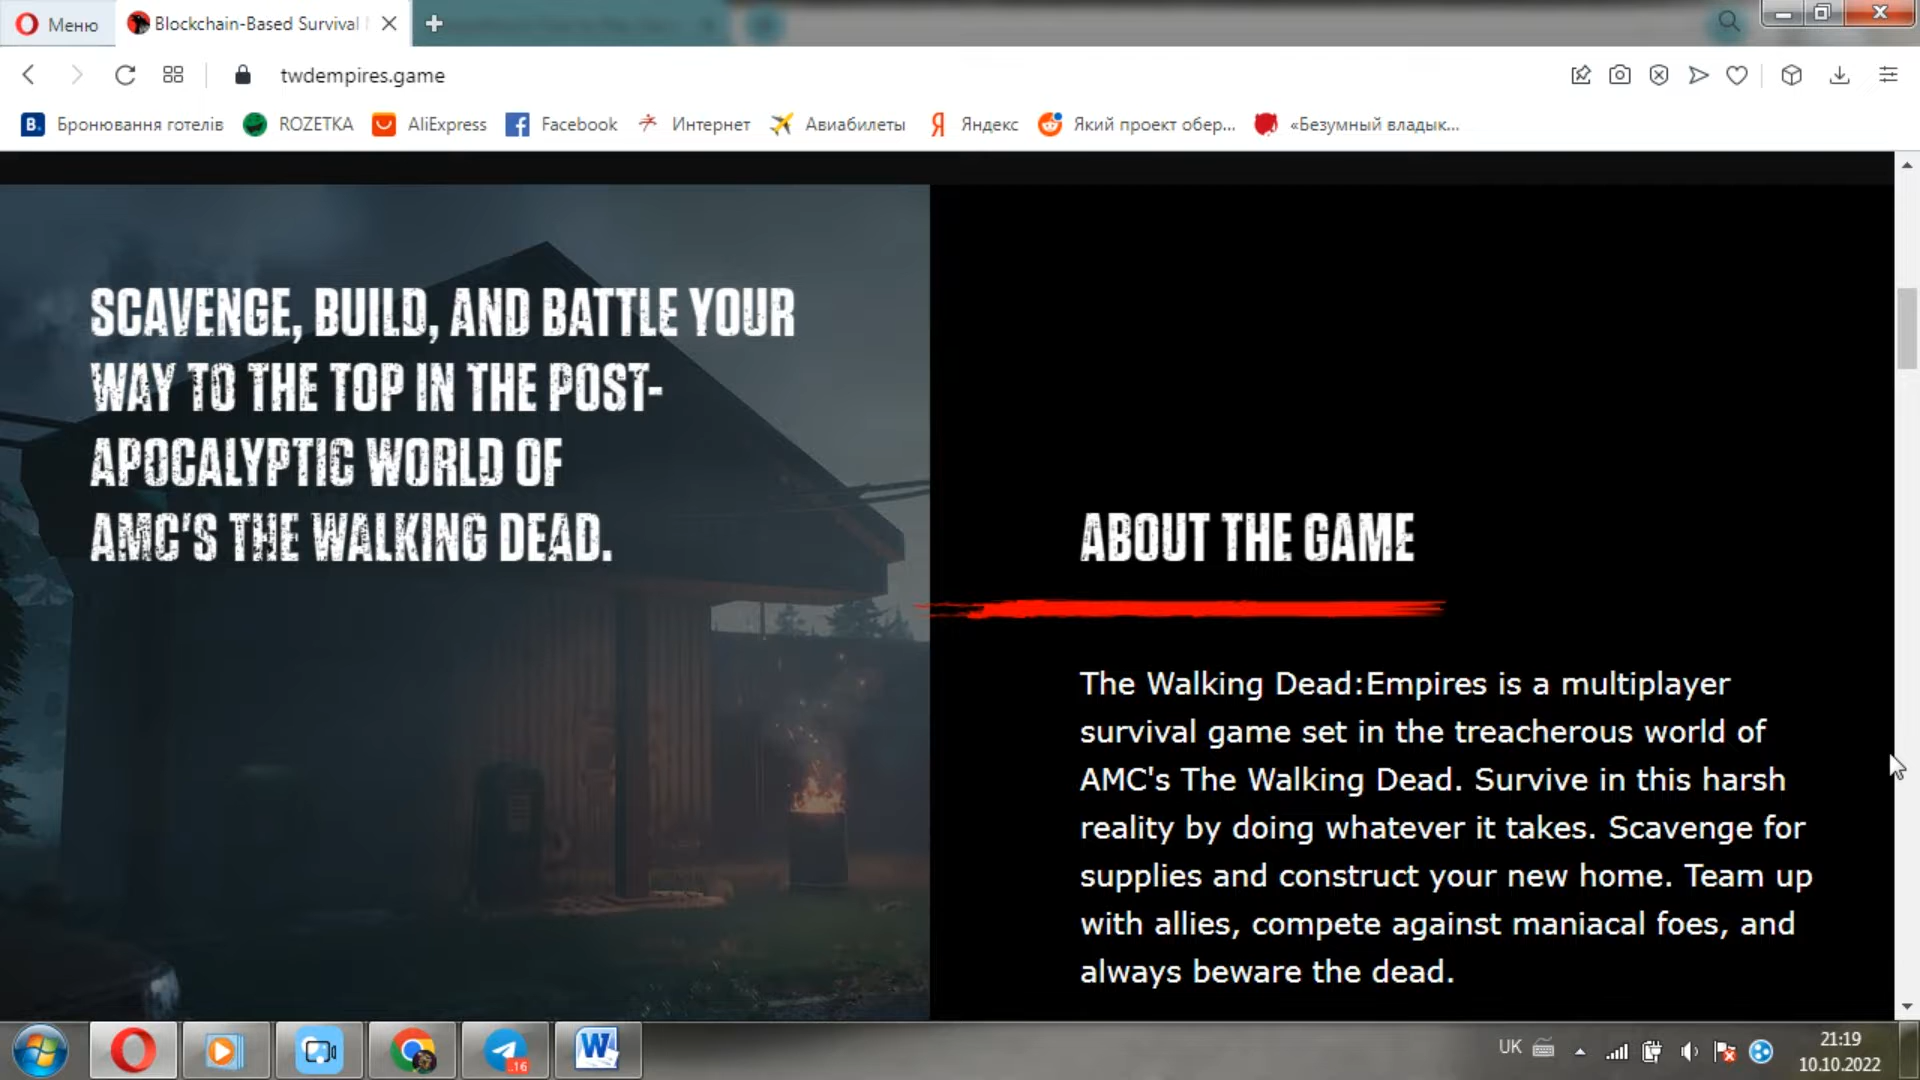 Меню
Blockchain-Based Survival
twdempires.game
B.
Бронювання готелів
ROZETKA
AliExpress
Facebook
Интернет
Авиабилеты
Я
Яндекс
Який проект обер...
«Безумный владык...
SCAVENGE, BUILD, AND BATTLE YOUR
WAY TO THE TOP IN THE POST-
APOCALYPTIC WORLD OF
AMC'S THE WALKING DEAD.
ABOUT THE GAME
The Walking Dead:Empires is a multiplayer
survival game set in the treacherous world of
AMC's The Walking Dead. Survive in this harsh
reality by doing whatever it takes. Scavenge for
supplies and construct your new home. Team up
with allies, compete against maniacal foes, and
always beware the dead.
16
W
UK
21:19
10.10.2022